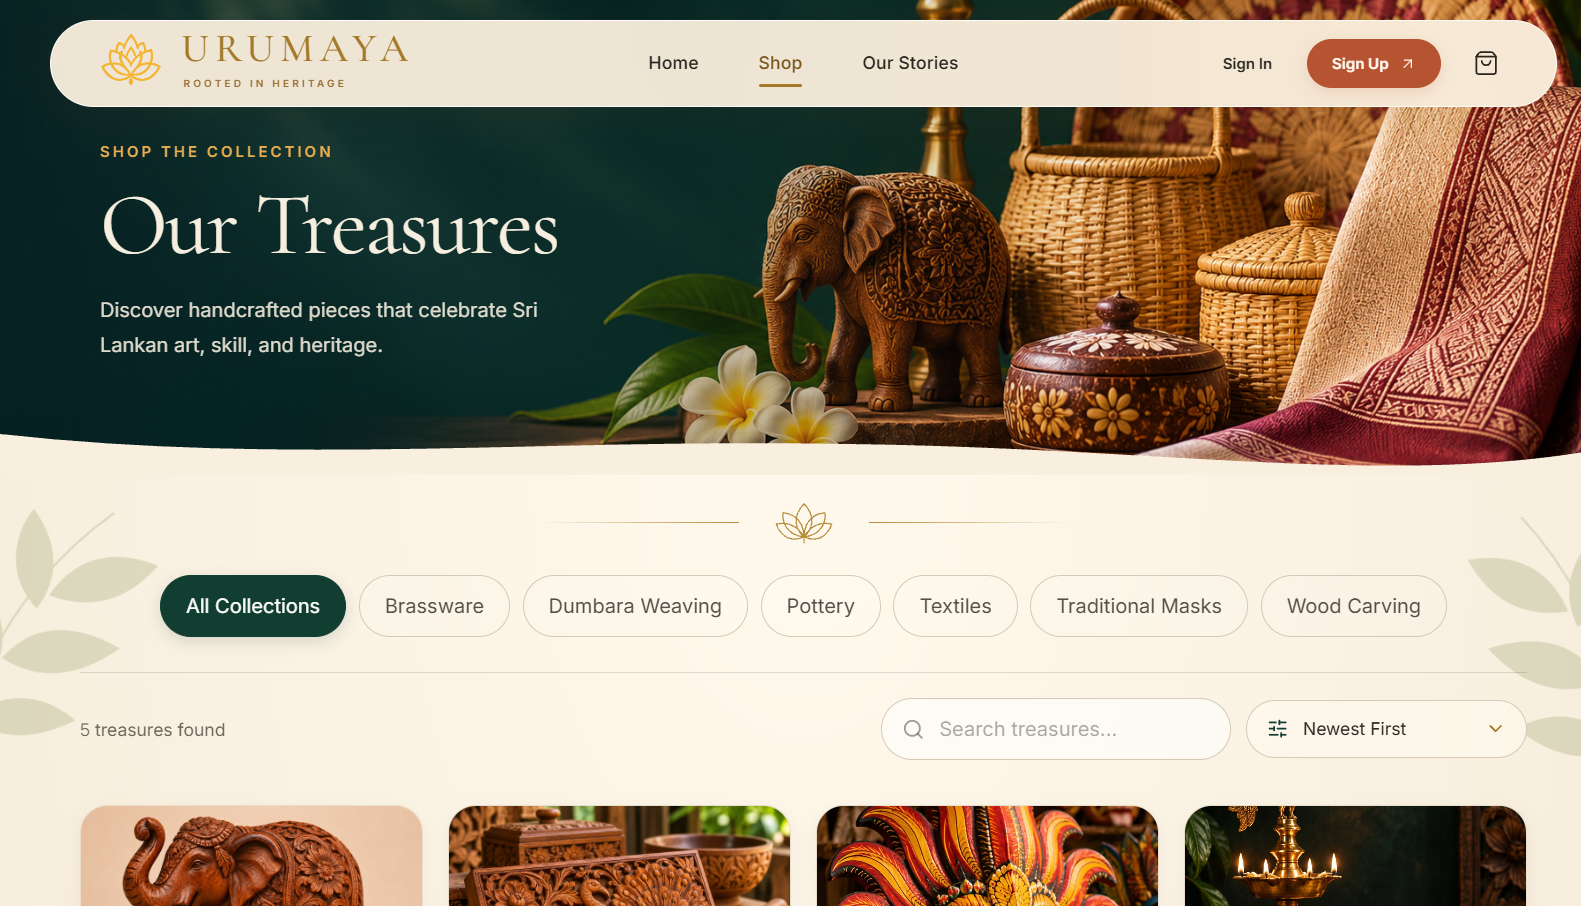 URUMAYA
ROOTED IN HERITAGE
Home
Shop
Our Stories
Sign In
Sign Up
SHOP THE COLLECTION
Our Treasures
Discover handcrafted pieces that celebrate Sri
Lankan art, skill, and heritage.
All Collections
Brassware
Dumbara Weaving
Pottery
Textiles
Traditional Masks
Wood Carving
5 treasures found
Search treasures...
Newest First